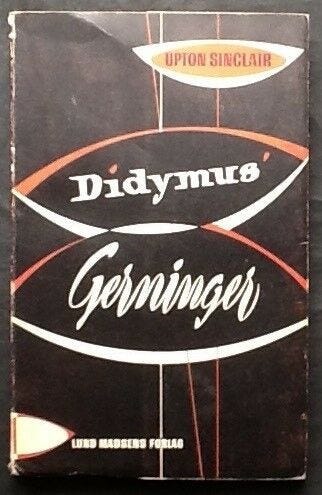 UPTON SINCLAIR
Didymus'
Gerninger
LUND MADSENS FORLAG